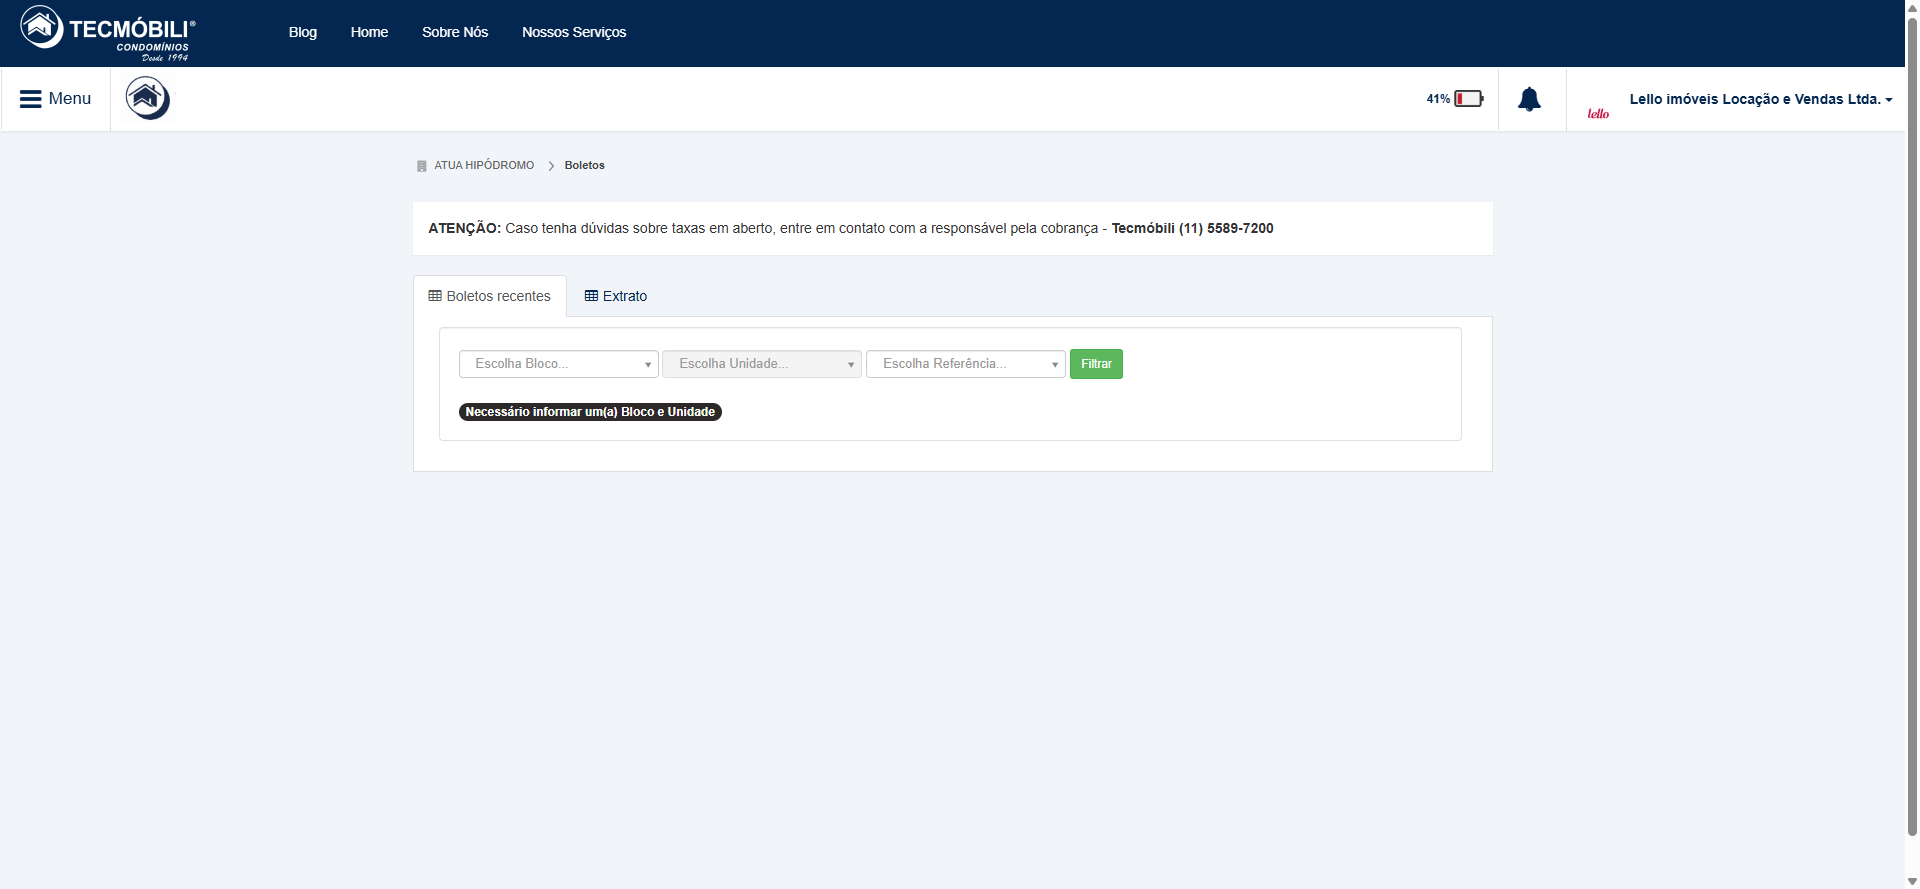 TECMÓBILI®
CONDOMÍNIOS
Desde 1994
Blog
Home
Sobre Nós
Nossos Serviços
Menu
41%
lello
Lello imóveis Locação e Vendas Ltda.
ATUA HIPÓDROMO
Boletos
ATENÇÃO: Caso tenha dúvidas sobre taxas em aberto, entre em contato com a responsável pela cobrança - Tecmóbili (11) 5589-7200
Boletos recentes
Extrato
Escolha Bloco...
Escolha Unidade...
Escolha Referência...
Filtrar
Necessário informar um(a) Bloco e Unidade